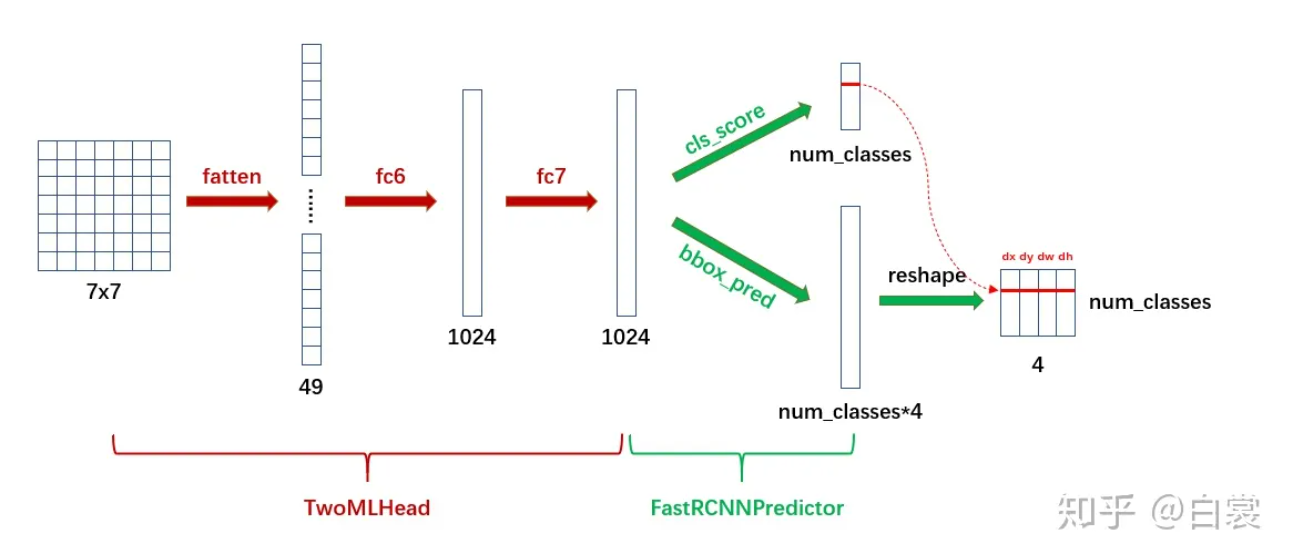 fatten
fc6
fc7
cls_score
bbox_pred
num_classes
reshape
dx dy dw dh
num_classes
7x7
49
1024
1024
4
num_classes*4
TwoMLHead
FastRCNNPredictor
知乎 @白裳